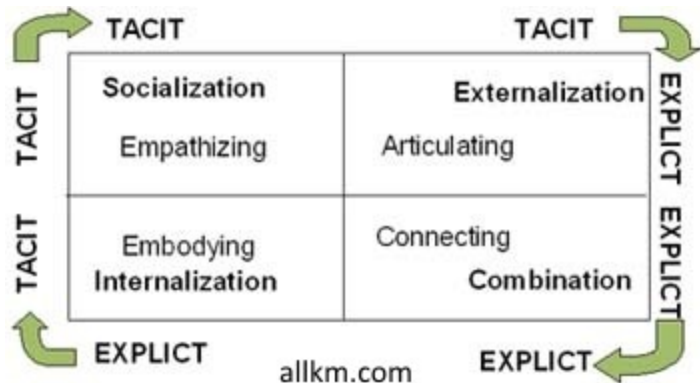 TACIT TACIT
TACIT
Socialization
Empathizing
Externalization
Articulating
EXPLICT
TACIT
Embodying
Internalization
Connecting
Combination
EXPLICT
EXPLICT
EXPLICT
allkm.com